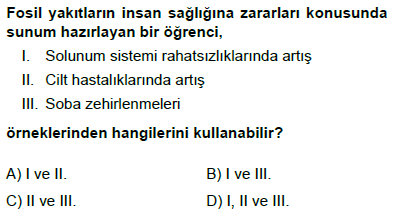 Fosil yakıtların insan sağlığına zararları konusunda
sunum hazırlayan bir öğrenci,
I. Solunum sistemi rahatsızlıklarında artış
II. Cilt hastalıklarında artış
III. Soba zehirlenmeleri
örneklerinden hangilerini kullanabilir?
A) I ve II. B) I ve III.
C) II ve III. D) I, II ve III.